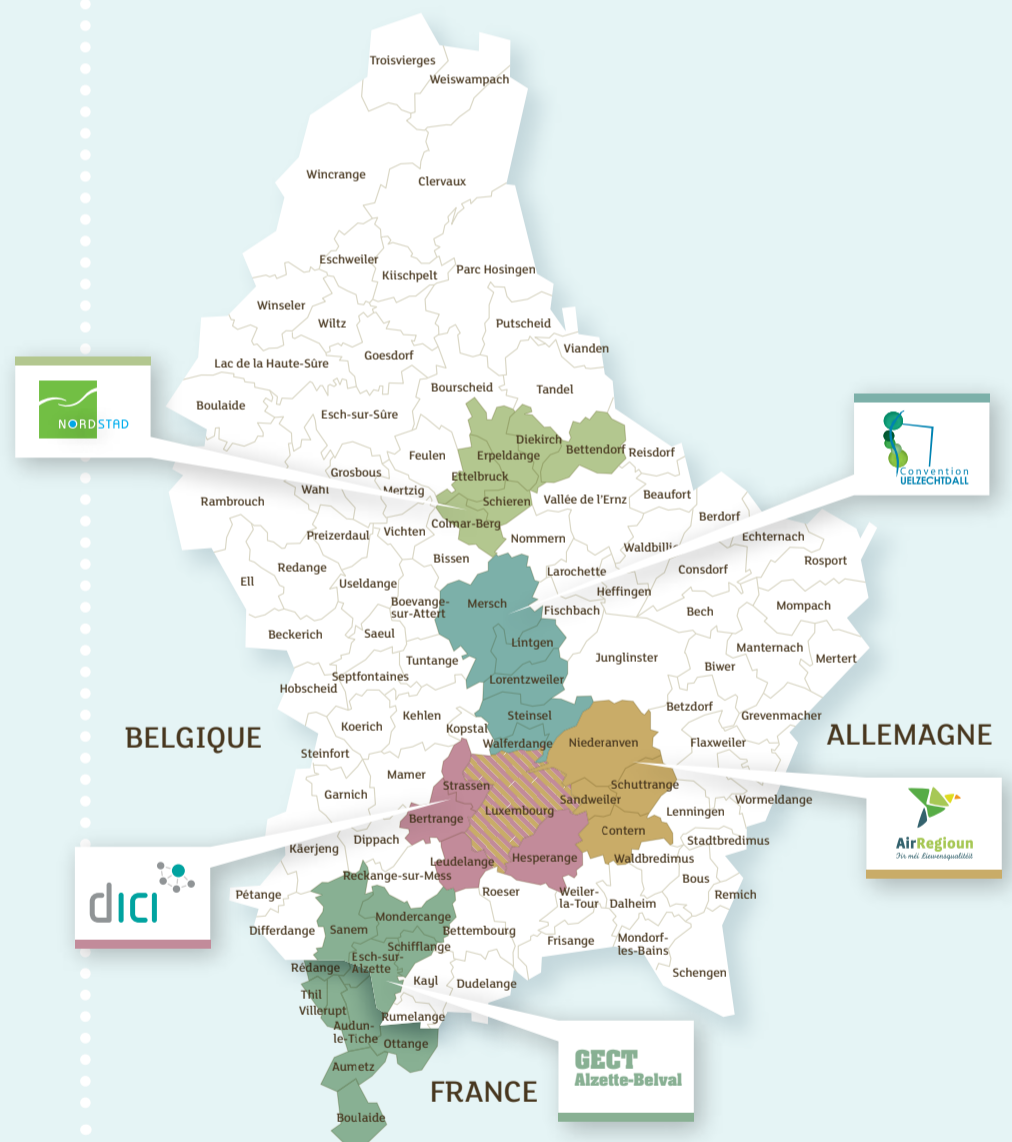 Troisvierges
Weiswampach
Wincrange
Clervaux
Eschweiler
Kiischpelt
Parc Hosingen
Winseler
Wiltz
Putscheid
Vianden
Goesdorf
Lac de la Haute-Sûre
Bourscheid
Tandel
Boulaide
Esch-sur-Sûre
NORDSTAD
Diekirch
Bettendorf
Reisdorf
Erpeldange
Feulen
Ettelbruck
Grosbous
Wahl
Mertzig
Rambrouch
Schieren
Vallée de l'Ernz
Beaufort
Convention
UELZECHTDALL
Colmar-Berg
Preizerdaul
Vichten
Nommern
Berdorf
Echternach
Bissen
Rosport
Redange
Useldange
Larochette
Consdorf
Ell
Heffingen
Boevange-
sur-Attert
Mersch
Fischbach
Bech
Mompach
Beckerich
Saeul
Lintgen
Manternach
Mertert
Tuntange
Junglinster
Biwer
Septfontaines
Lorentzweiler
Hobscheid
Betzdorf
Grevenmacher
Kehlen
Steinsel
Koerich
Kopstal
BELGIQUE
ALLEMAGNE
Walferdange
Niederanven
Flaxweiler
Steinfort
Mamer
Strassen
Schuttrange
Garnich
Sandweiler
Wormeldange
Luxembourg
Lenningen
Bertrange
Contern
Stadtbredimus
Dippach
AirRegioun
Fir méi Liewensqualitéit
Käerjeng
Leudelange
Hesperange
Waldbredimus
Reckange-sur-Mess
Bous
Roeser
Weiler-
la-Tour
Remich
Pétange
Dalheim
dici
Mondercange
Differdange
Sanem
Bettembourg
Frisange
Mondorf-
les-Bains
Schifflange
Esch-sur-
Alzette
Rédange
Schengen
Kayl
Dudelange
Thil
Villerupt
Rumelange
Audun-
le-Tiche
Ottange
Aumetz
GECT
Alzette-Belval
FRANCE
Boulaide